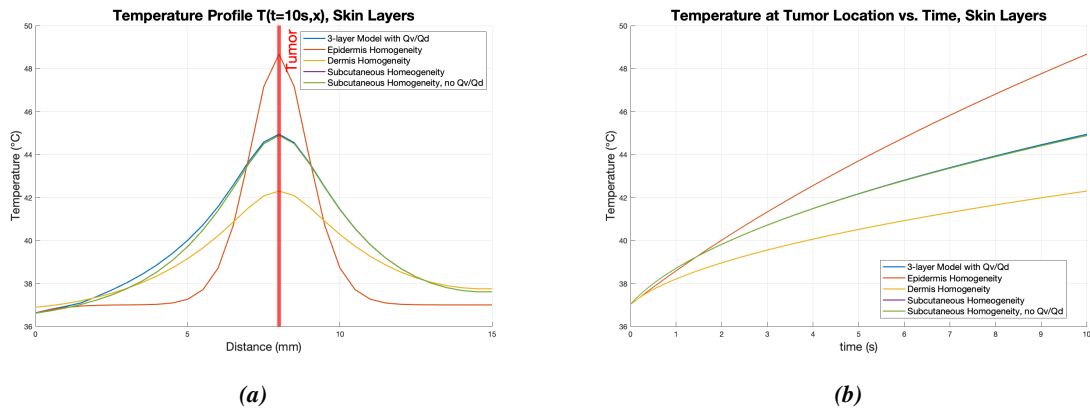 Temperature Profile T(t=10s,x), Skin Layers
50
48
46
44
42
40
38
36
Temperature (°C)
Tumor
3-layer Model with Qv/Qd
Epidermis Homogeneity
Dermis Homogeneity
Subcutaneous Homeogeneity
Subcutaneous Homogeneity, no Qv/Qd
0 5 10 15
Distance (mm)
(a)
Temperature at Tumor Location vs. Time, Skin Layers
50
48
46
44
42
40
38
36
Temperature (°C)
3-layer Model with Qv/Qd
Epidermis Homogeneity
Dermis Homogeneity
Subcutaneous Homeogeneity
Subcutaneous Homogeneity, no Qv/Qd
0 1 2 3 4 5 6 7 8 9 10
time (s)
(b)